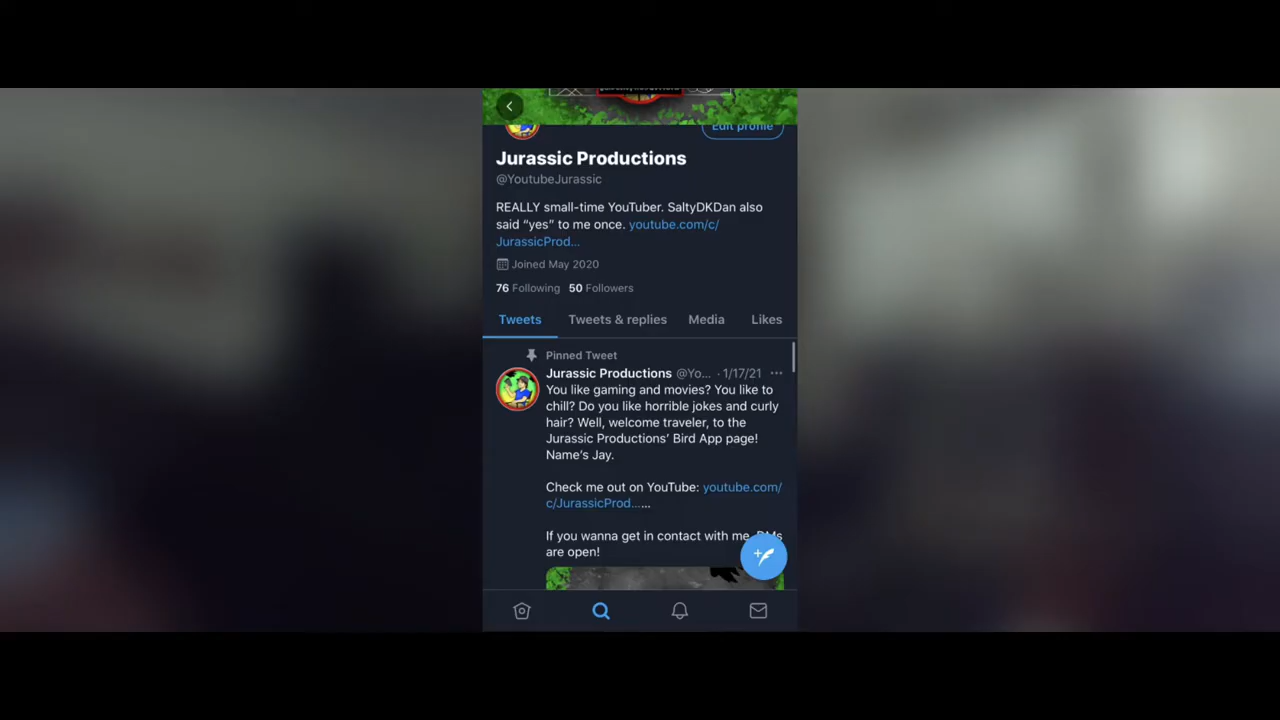 Edit profile
Jurassic Productions
@YoutubeJurassic
REALLY small-time YouTuber. SaltyDKDan also
said “yes” to me once. youtube.com/c/
JurassicProd...
Joined May 2020
76 Following 50 Followers
Tweets Tweets & replies Media Likes
Pinned Tweet
Jurassic Productions @Yo... · 1/17/21
You like gaming and movies? You like to
chill? Do you like horrible jokes and curly
hair? Well, welcome traveler, to the
Jurassic Productions’ Bird App page!
Name’s Jay.
Check me out on YouTube: youtube.com/
c/JurassicProd......
If you wanna get in contact with me, DMs
are open!